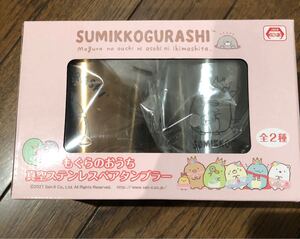 SUMIKKOGURASHI
Mogura no ouchi ni asobi ni ikimashita.
SUMIKKO
全2種
もぐらのおうち
真空ステンレスペアタンブラー
©2021 San-X Co., Ltd. All Rights Reserved. http://www.san-x.co.jp/